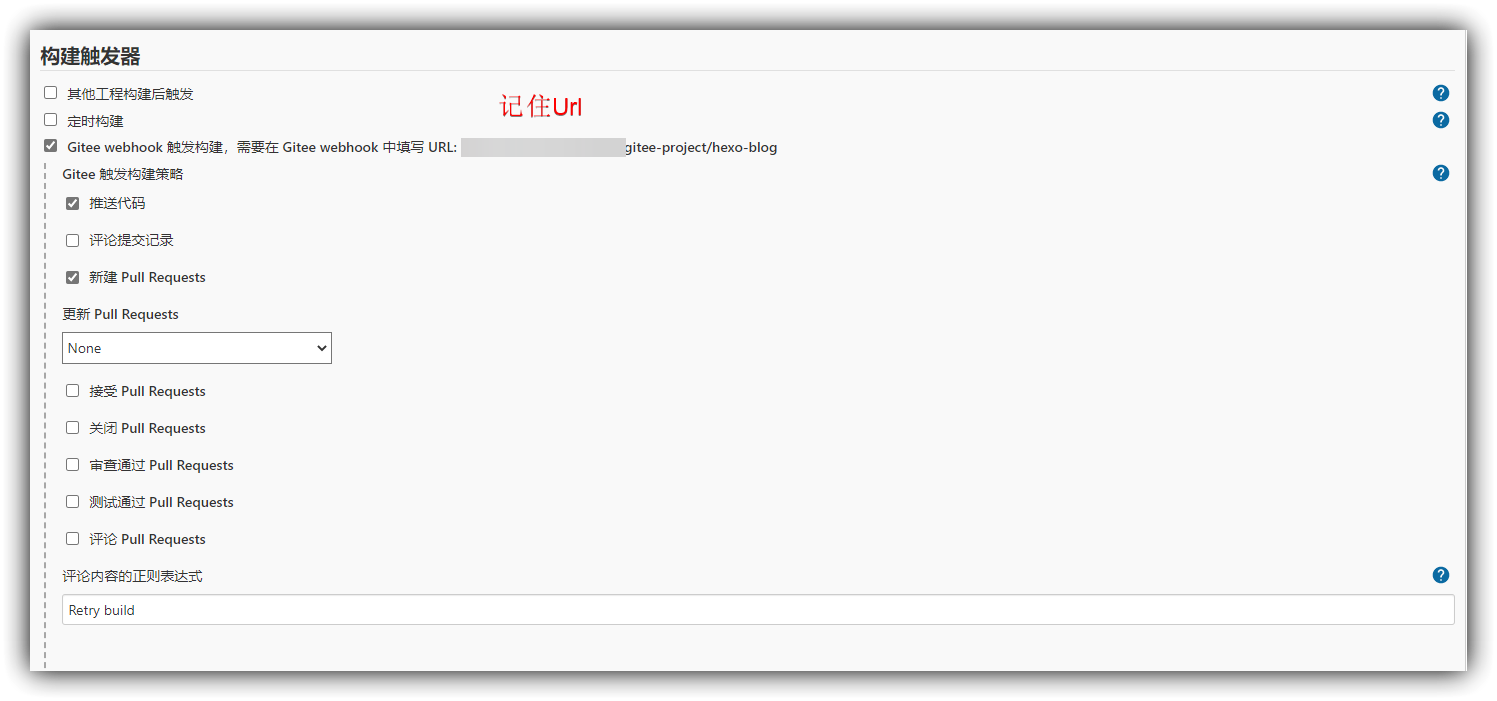 构建触发器
其他工程构建后触发
记住Url
定时构建
Gitee webhook 触发构建，需要在 Gitee webhook 中填写 URL: gitee-project/hexo-blog
Gitee 触发构建策略
推送代码
评论提交记录
新建 Pull Requests
更新 Pull Requests
None
接受 Pull Requests
关闭 Pull Requests
审查通过 Pull Requests
测试通过 Pull Requests
评论 Pull Requests
评论内容的正则表达式
Retry build